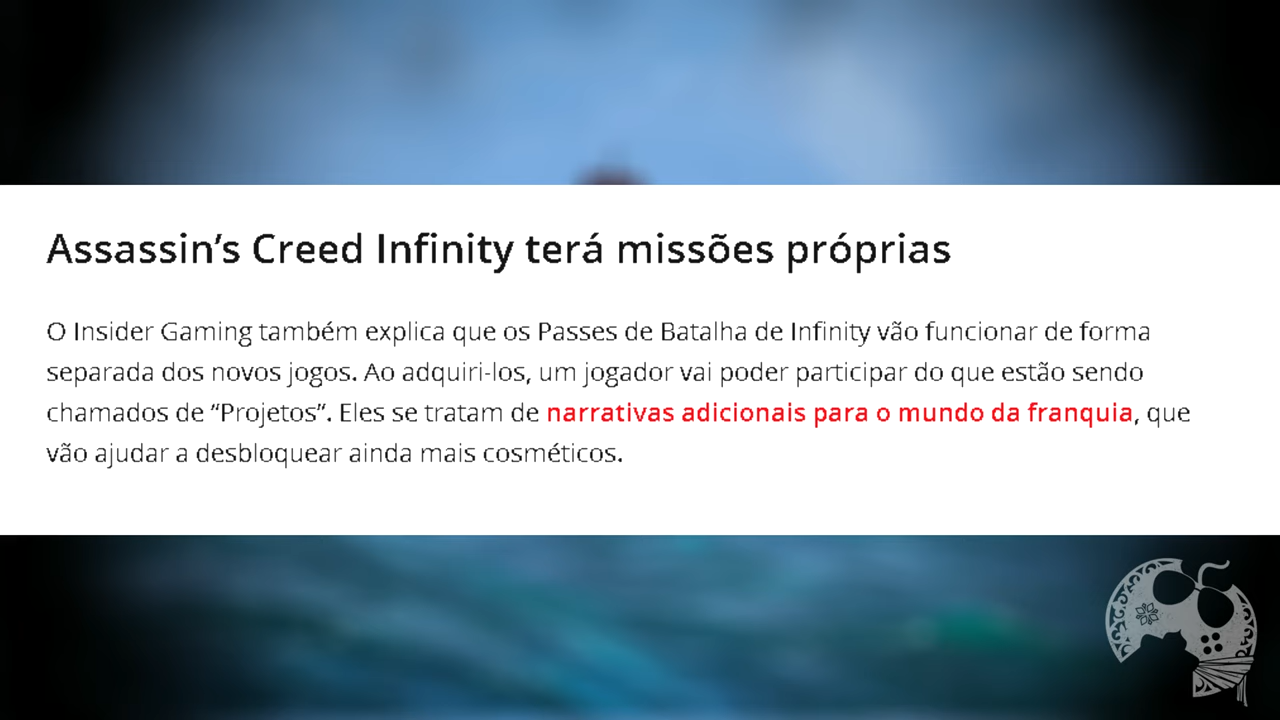 Assassin’s Creed Infinity terá missões próprias
O Insider Gaming também explica que os Passes de Batalha de Infinity vão funcionar de forma
separada dos novos jogos. Ao adquiri-los, um jogador vai poder participar do que estão sendo
chamados de “Projetos”. Eles se tratam de narrativas adicionais para o mundo da franquia, que
vão ajudar a desbloquear ainda mais cosméticos.